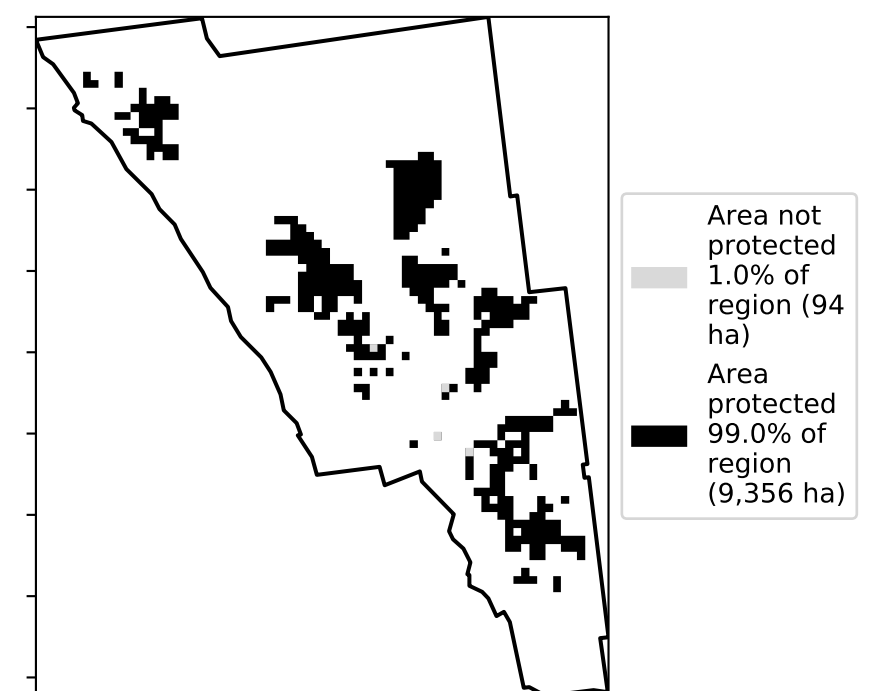 Area not
protected
1.0% of
region (94
ha)
Area
protected
99.0% of
region
(9,356 ha)